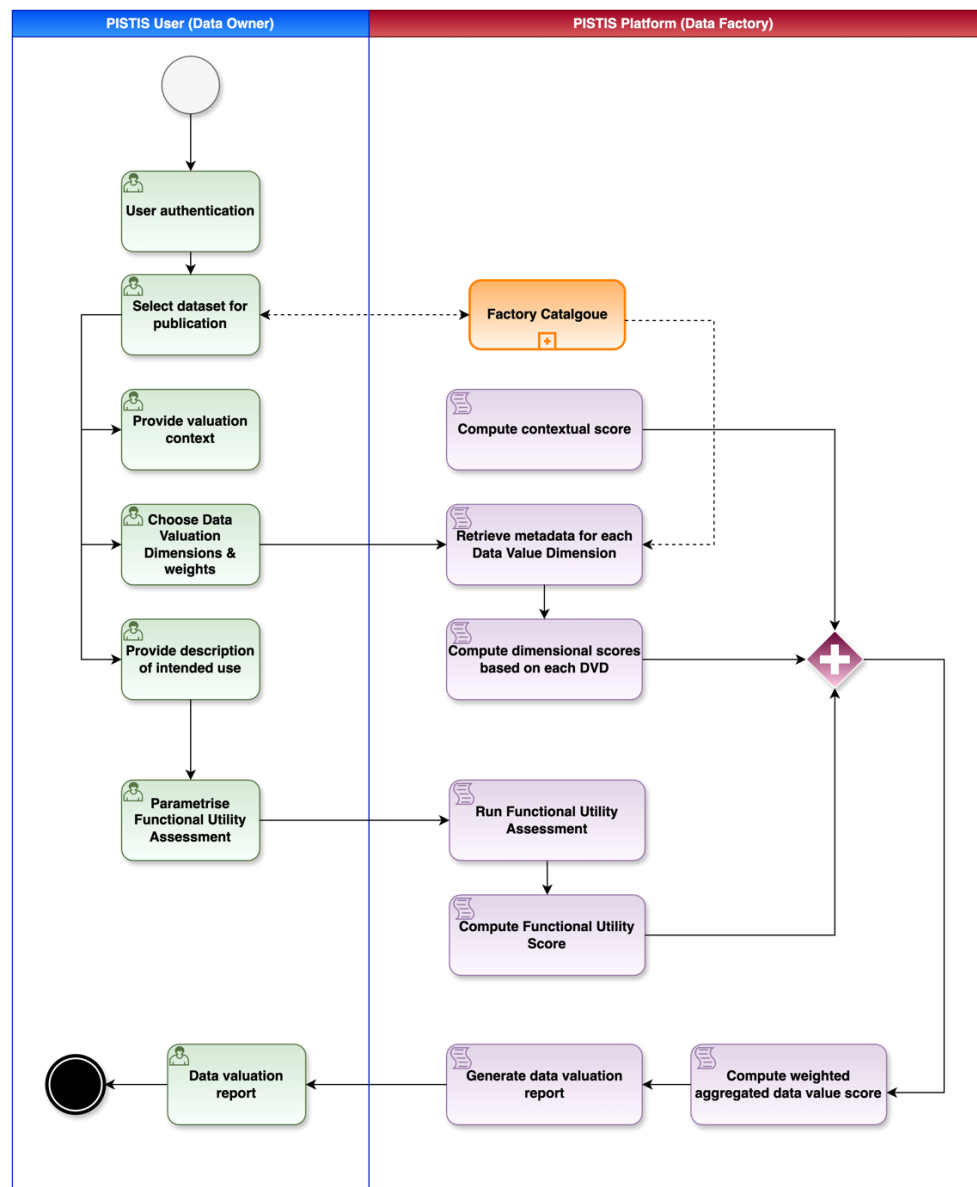 PISTIS User (Data Owner)
PISTIS Platform (Data Factory)
User authentication
Select dataset for
publication
Factory Catalgoue
Provide valuation
context
Compute contextual score
Choose Data
Valuation
Dimensions &
weights
Retrieve metadata for each
Data Value Dimension
Provide description
of intended use
Compute dimensional scores
based on each DVD
Parametrise
Functional Utility
Assessment
Run Functional Utility
Assessment
Compute Functional Utility
Score
Data valuation
report
Generate data valuation
report
Compute weighted
aggregated data value score